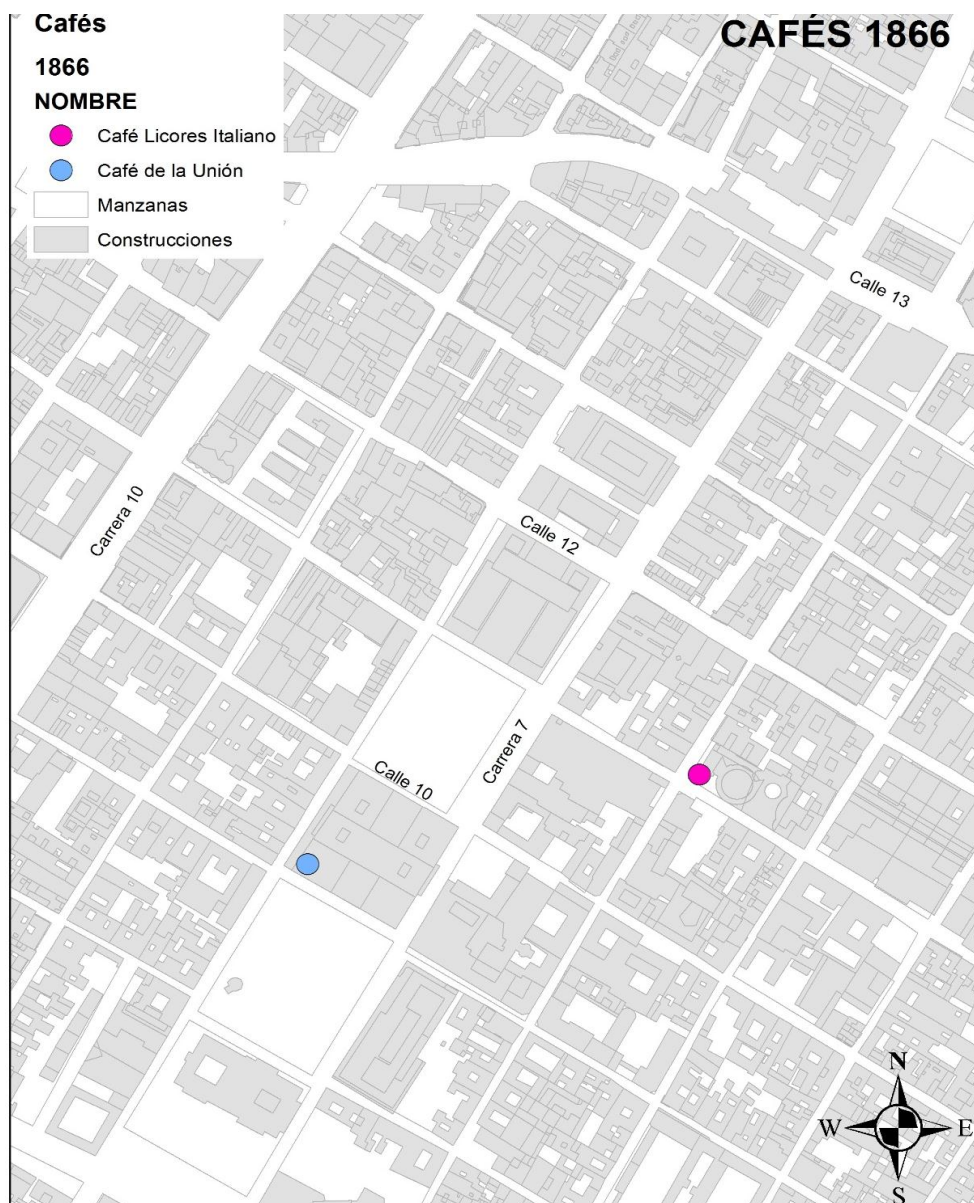 Cafés
1866
NOMBRE
Café Licores Italiano
Café de la Unión
Manzanas
Construcciones
CAFÉS 1866
Calle 13
Carrera 10
Calle 12
Carrera 7
Calle 10
N
W
E
S